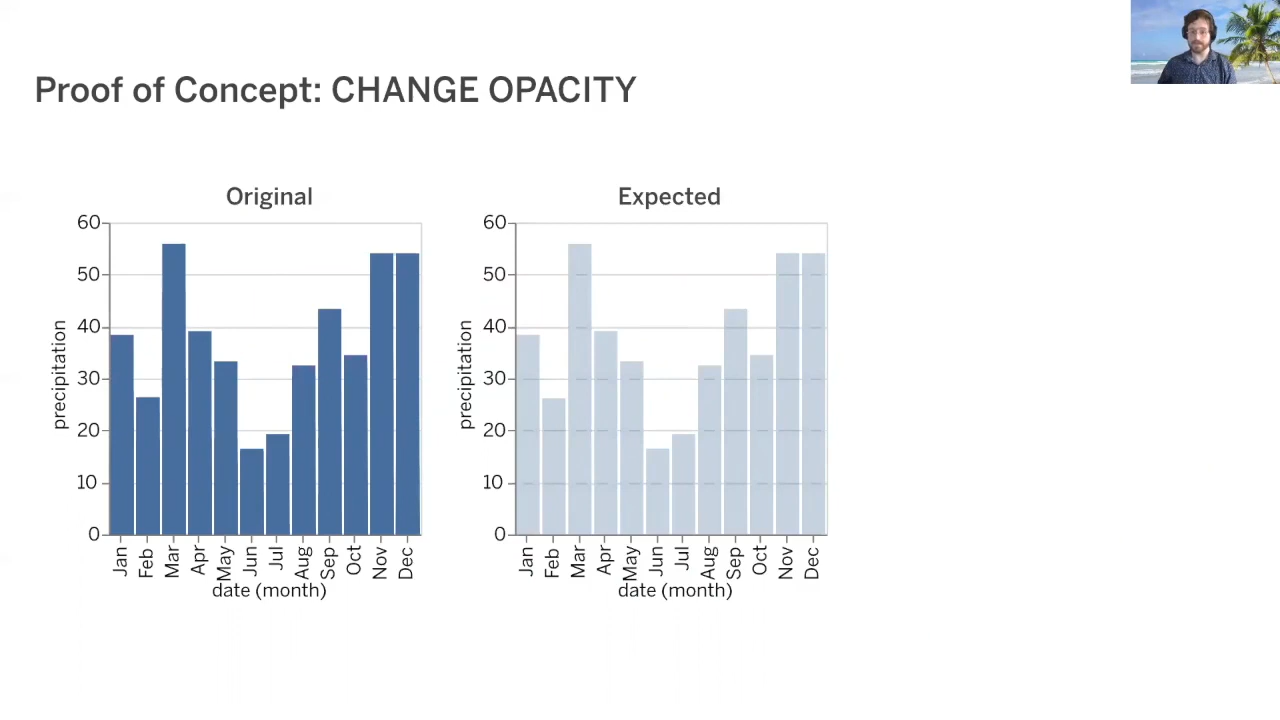 Proof of Concept: CHANGE OPACITY
Original
60
50
40
30
20
10
0
precipitation
Jan Feb Mar Apr May Jun Jul Aug Sep Oct Nov Dec
date (month)
Expected
60
50
40
30
20
10
0
precipitation
Jan Feb Mar Apr May Jun Jul Aug Sep Oct Nov Dec
date (month)